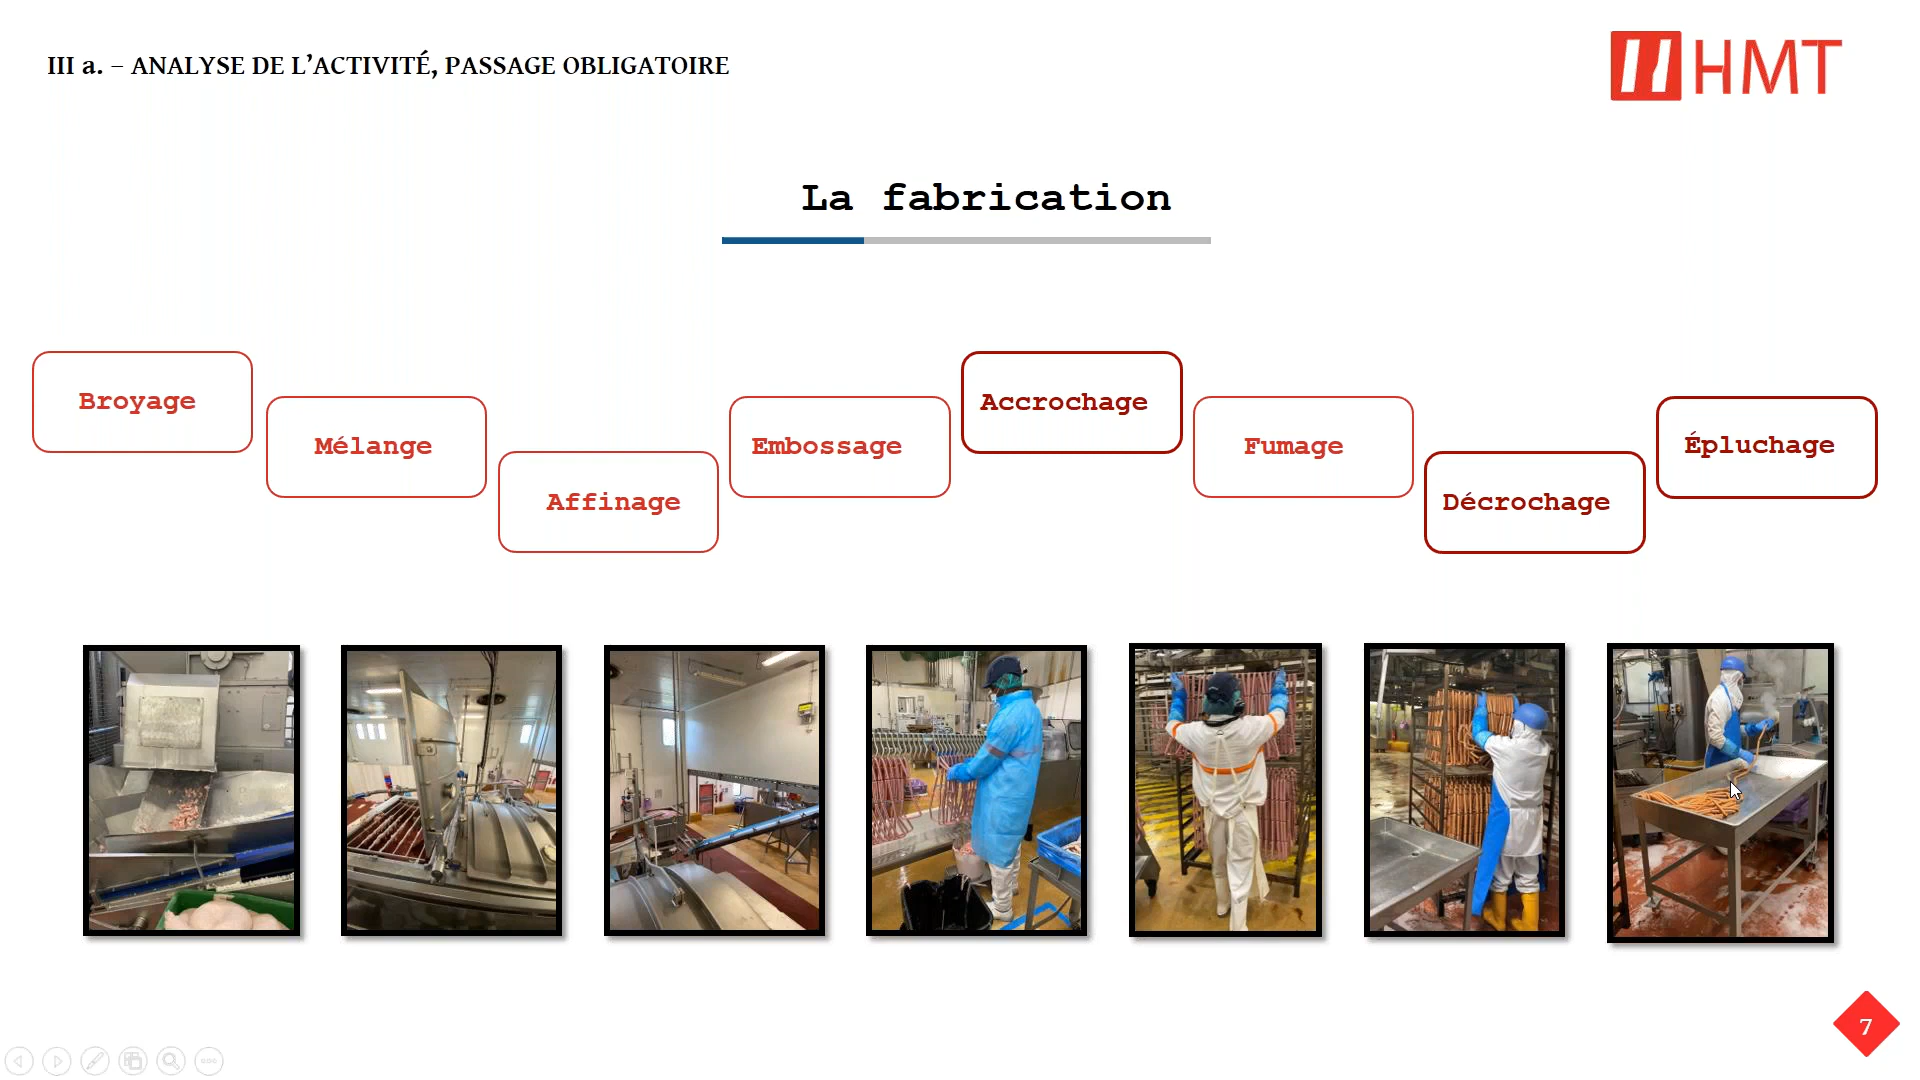 III a. – ANALYSE DE L’ACTIVITÉ, PASSAGE OBLIGATOIRE
HMT
La fabrication
Broyage
Mélange
Affinage
Embossage
Accrochage
Fumage
Décrochage
Épluchage
7